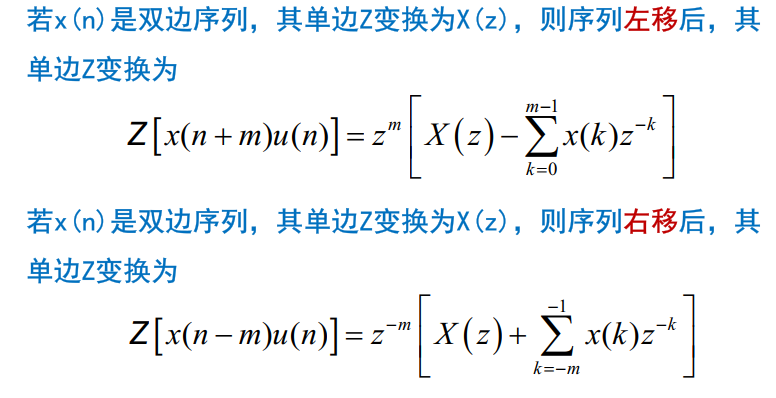 若x(n)是双边序列，其单边Z变换为X(z)，则序列左移后，其
单边Z变换为
Z[x(n+m)u(n)] = z^m [ X(z) − ∑_{k=0}^{m−1} x(k)z^{−k} ]
若x(n)是双边序列，其单边Z变换为X(z)，则序列右移后，其
单边Z变换为
Z[x(n−m)u(n)] = z^{−m} [ X(z) + ∑_{k=−m}^{−1} x(k)z^{−k} ]